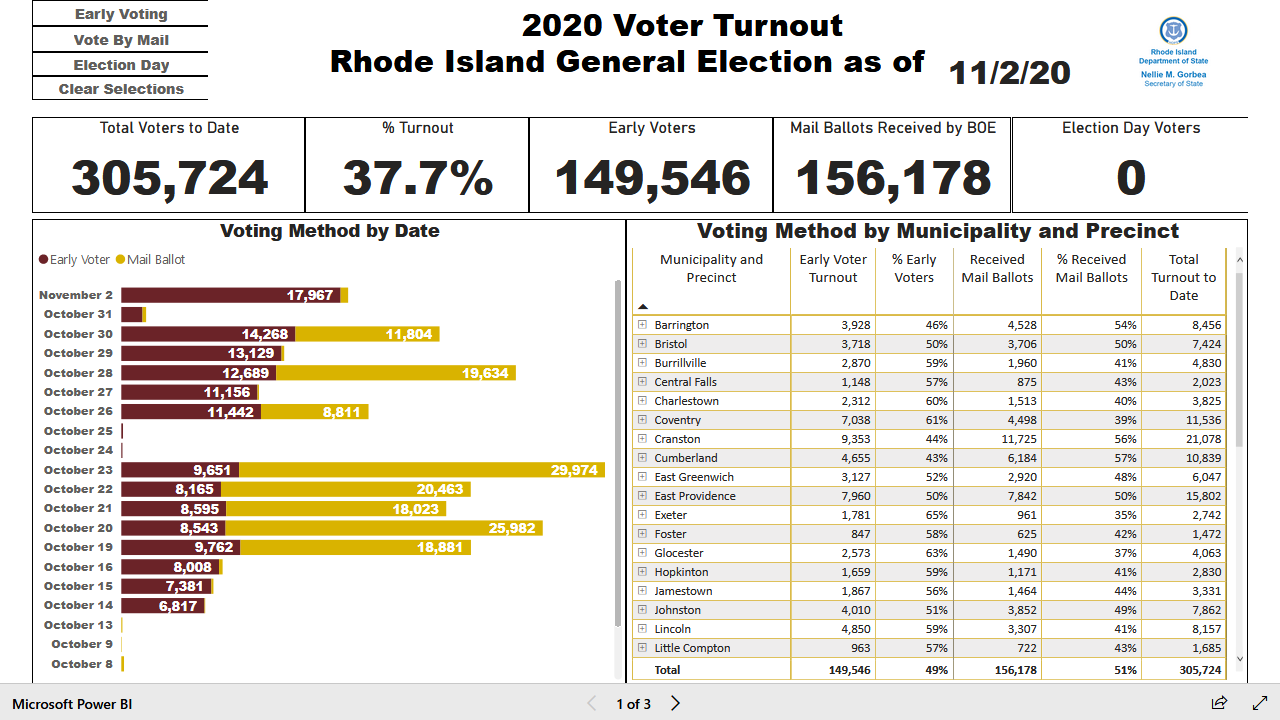 Early Voting
Vote By Mail
Election Day
Clear Selections
2020 Voter Turnout
Rhode Island General Election as of 11/2/20
Rhode Island
Department of State
Nellie M. Gorbea
Secretary of State
Total Voters to Date
305,724
% Turnout
37.7%
Early Voters
149,546
Mail Ballots Received by BOE
156,178
Election Day Voters
0
Voting Method by Date
Early Voter Mail Ballot
November 2 17,967
October 31
October 30 14,268 11,804
October 29 13,129
October 28 12,689 19,634
October 27 11,156
October 26 11,442 8,811
October 25
October 24
October 23 9,651 29,974
October 22 8,165 20,463
October 21 8,595 18,023
October 20 8,543 25,982
October 19 9,762 18,881
October 16 8,008
October 15 7,381
October 14 6,817
October 13
October 9
October 8
Voting Method by Municipality and Precinct
Municipality and Precinct Early Voter Turnout % Early Voters Received Mail Ballots % Received Mail Ballots Total Turnout to Date
Barrington 3,928 46% 4,528 54% 8,456
Bristol 3,718 50% 3,706 50% 7,424
Burrillville 2,870 59% 1,960 41% 4,830
Central Falls 1,148 57% 875 43% 2,023
Charlestown 2,312 60% 1,513 40% 3,825
Coventry 7,038 61% 4,498 39% 11,536
Cranston 9,353 44% 11,725 56% 21,078
Cumberland 4,655 43% 6,184 57% 10,839
East Greenwich 3,127 52% 2,920 48% 6,047
East Providence 7,960 50% 7,842 50% 15,802
Exeter 1,781 65% 961 35% 2,742
Foster 847 58% 625 42% 1,472
Glocester 2,573 63% 1,490 37% 4,063
Hopkinton 1,659 59% 1,171 41% 2,830
Jamestown 1,867 56% 1,464 44% 3,331
Johnston 4,010 51% 3,852 49% 7,862
Lincoln 4,850 59% 3,307 41% 8,157
Little Compton 963 57% 722 43% 1,685
Total 149,546 49% 156,178 51% 305,724
Microsoft Power BI
1 of 3